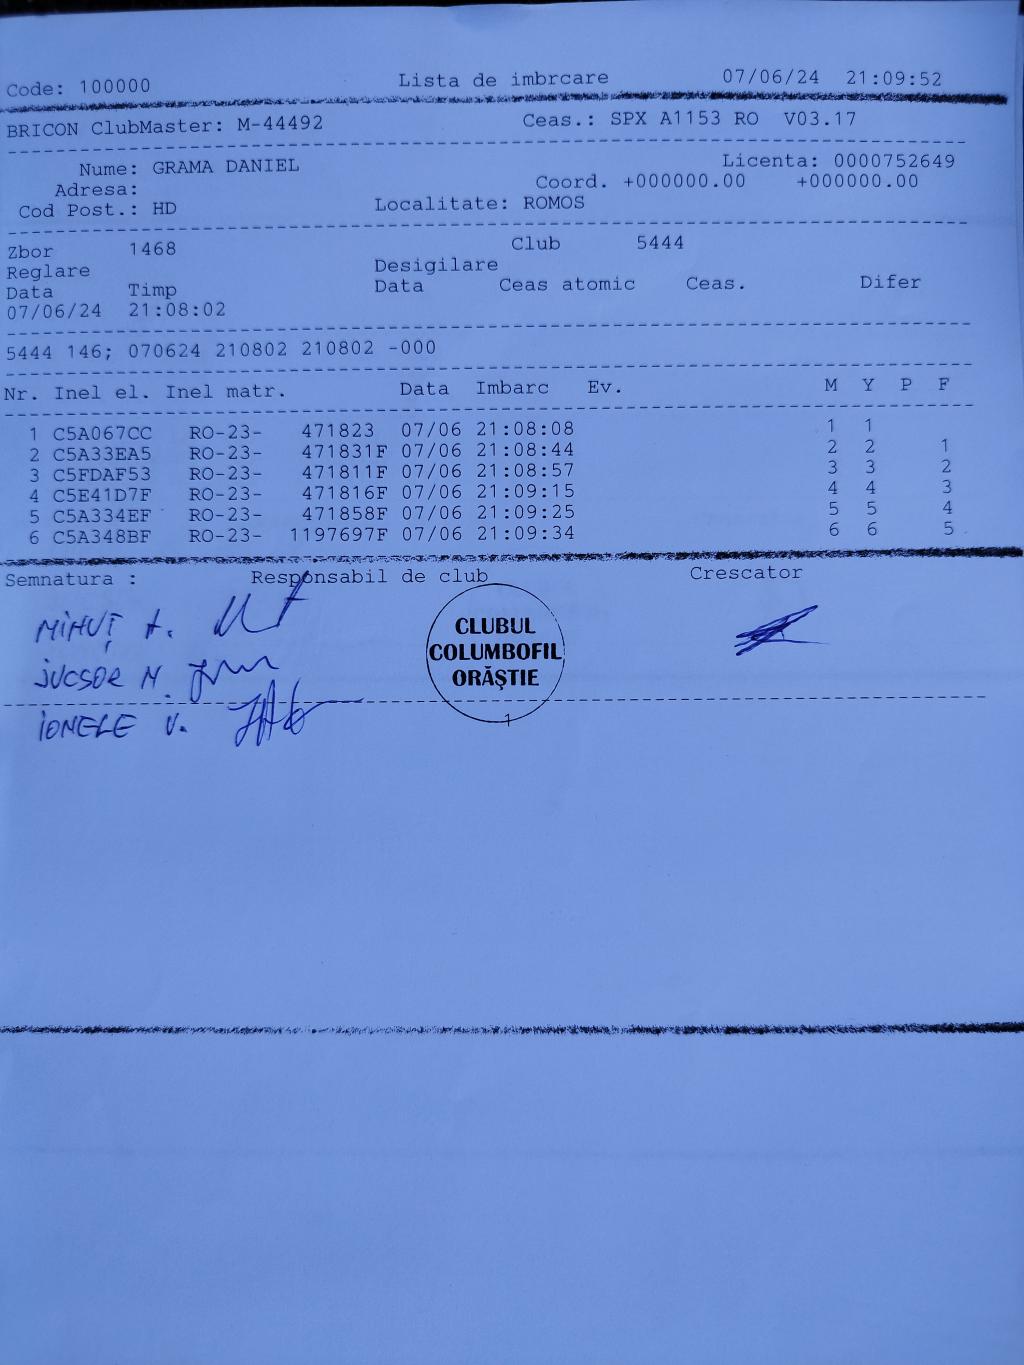 Code: 100000 Lista de imbrcare 07/06/24 21:09:52
BRICON ClubMaster: M-44492 Ceas.: SPX A1153 RO V03.17
Nume: GRAMA DANIEL Licenta: 0000752649
Adresa: Coord. +000000.00 +000000.00
Cod Post.: HD Localitate: ROMOS
Zbor 1468 Club 5444
Reglare Desigilare
Data Timp Data Ceas atomic Ceas. Difer
07/06/24 21:08:02
5444 146; 070624 210802 210802 -000
Nr. Inel el. Inel matr. Data Imbarc Ev. M Y P F
1 C5A067CC RO-23- 471823 07/06 21:08:08 1 1
2 C5A33EA5 RO-23- 471831F 07/06 21:08:44 2 2 1
3 C5FDAF53 RO-23- 471811F 07/06 21:08:57 3 3 2
4 C5E41D7F RO-23- 471816F 07/06 21:09:15 4 4 3
5 C5A334EF RO-23- 471858F 07/06 21:09:25 5 5 4
6 C5A348BF RO-23- 1197697F 07/06 21:09:34 6 6 5
Semnatura : Responsabil de club Crescator
MIHUȚ A.
JUCSOR N.
IONELE V.
CLUBUL
COLUMBOFIL
ORĂȘTIE
1